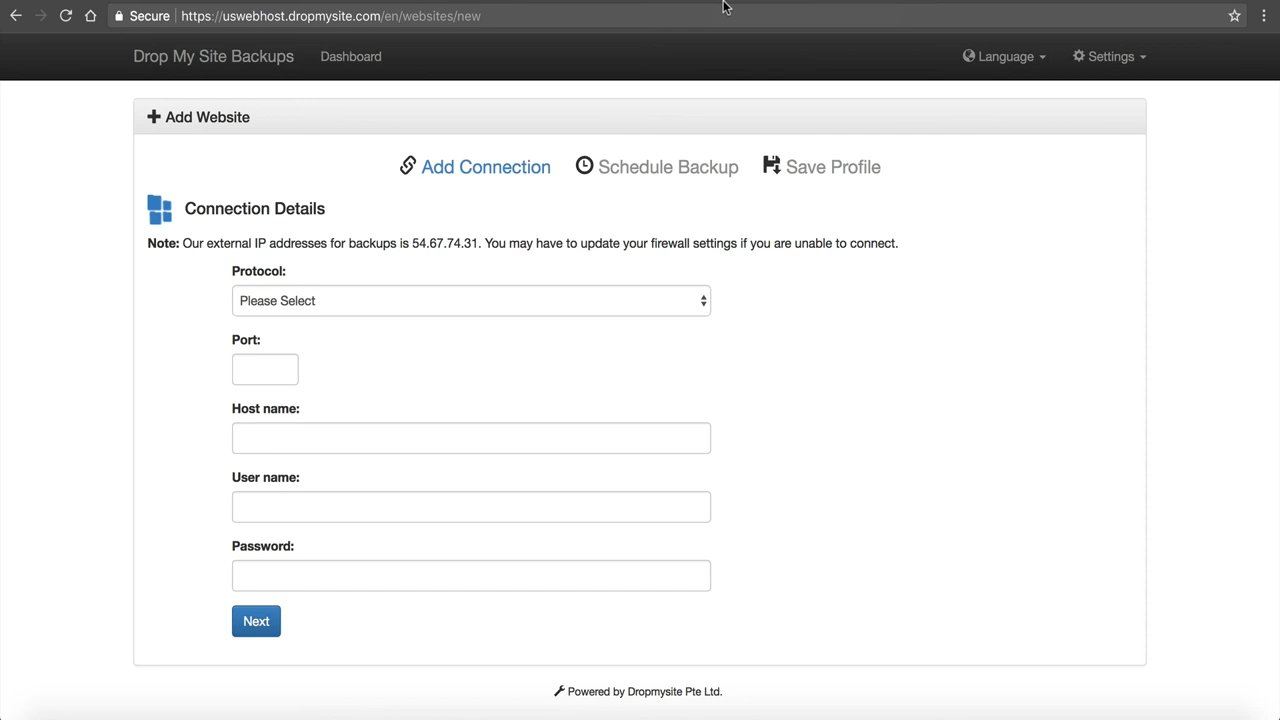 Secure https://uswebhost.dropmysite.com/en/websites/new
Drop My Site Backups Dashboard Language Settings
Add Website
Add Connection Schedule Backup Save Profile
Connection Details
Note: Our external IP addresses for backups is 54.67.74.31. You may have to update your firewall settings if you are unable to connect.
Protocol:
Please Select
Port:
Host name:
User name:
Password:
Next
Powered by Dropmysite Pte Ltd.